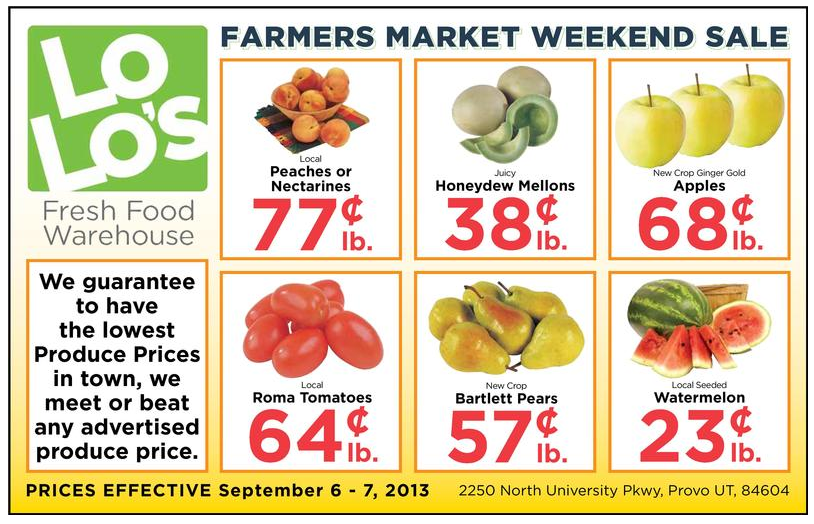 LO
LO'S
Fresh Food
Warehouse
We guarantee
to have
the lowest
Produce Prices
in town, we
meet or beat
any advertised
produce price.
FARMERS MARKET WEEKEND SALE
Local
Peaches or
Nectarines
77¢ lb.
Juicy
Honeydew Mellons
38¢ lb.
New Crop Ginger Gold
Apples
68¢ lb.
Local
Roma Tomatoes
64¢ lb.
New Crop
Bartlett Pears
57¢ lb.
Local Seeded
Watermelon
23¢ lb.
PRICES EFFECTIVE September 6 - 7, 2013
2250 North University Pkwy, Provo UT, 84604